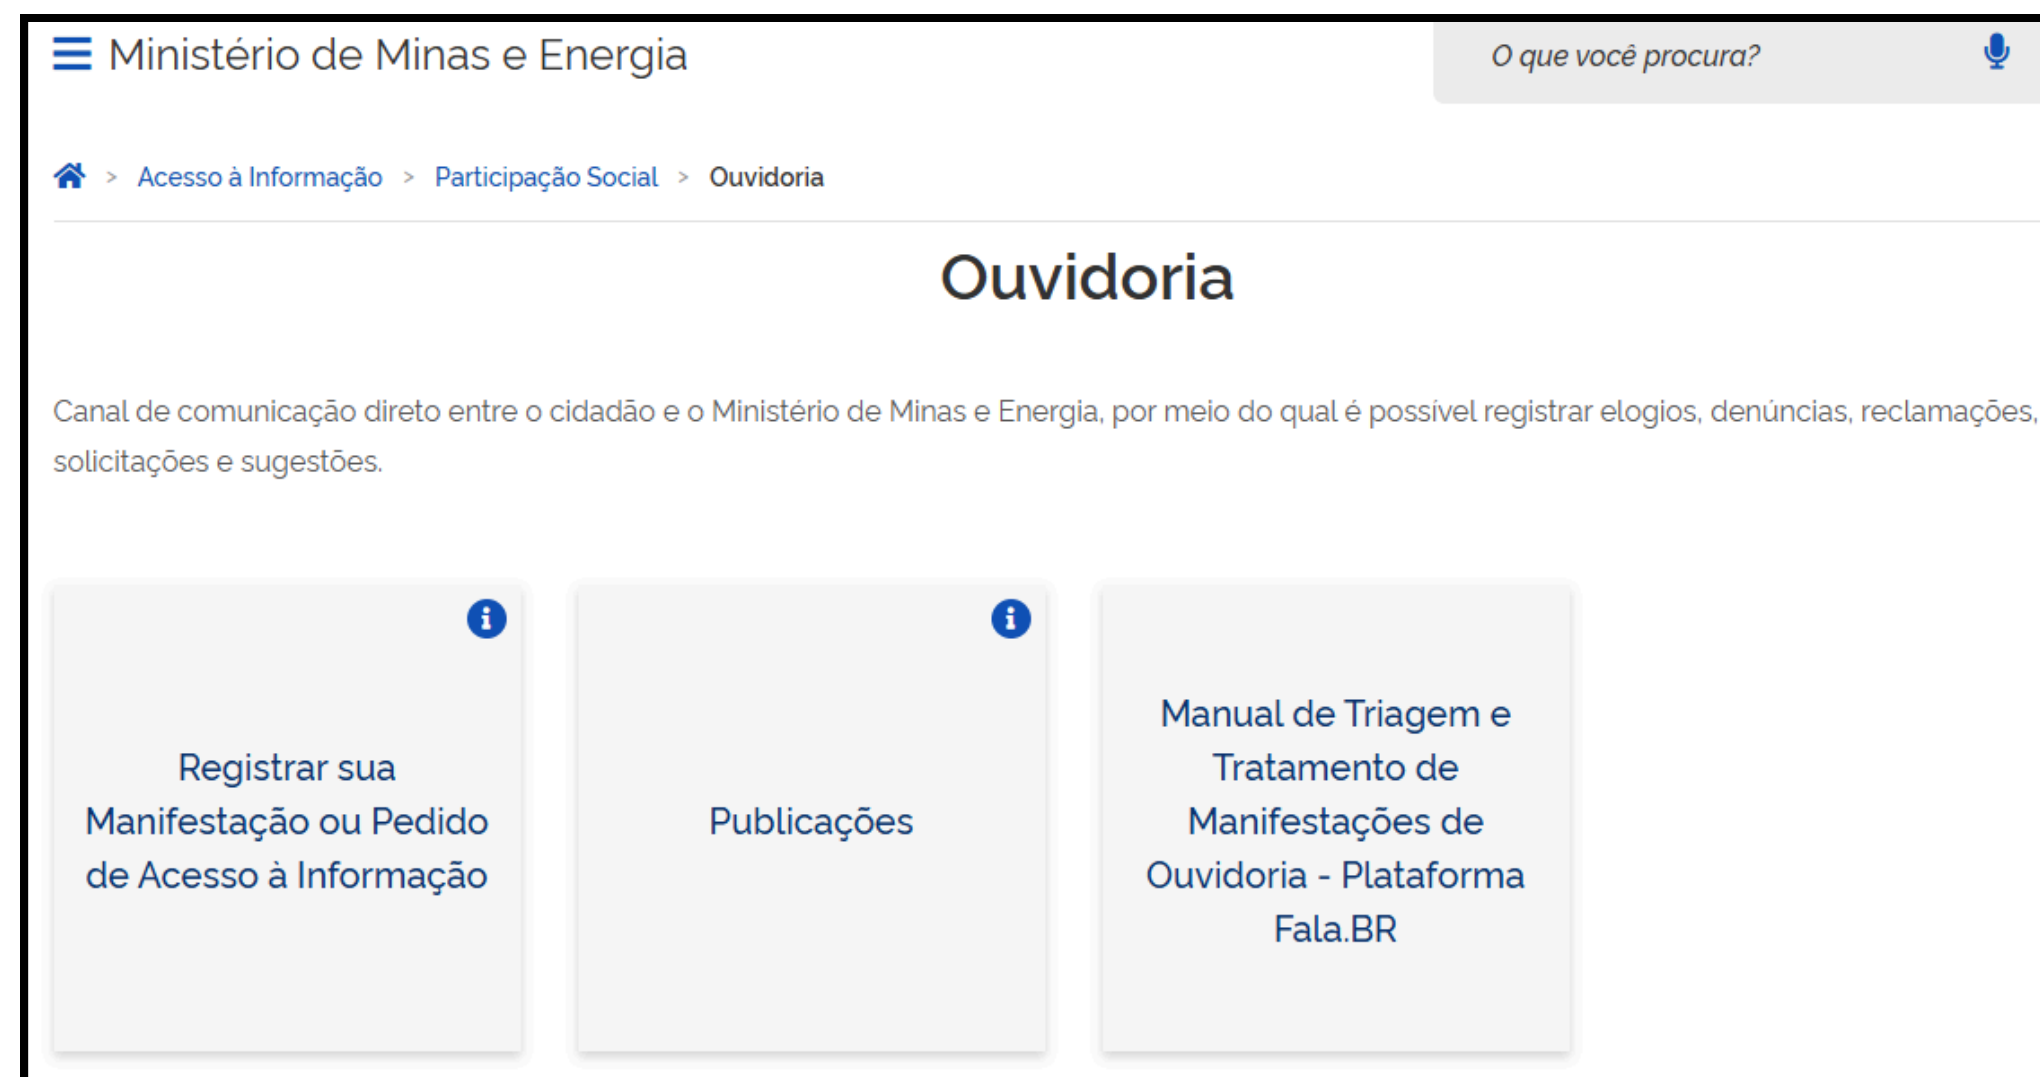 Ministério de Minas e Energia
O que você procura?
> Acesso à Informação > Participação Social > Ouvidoria
Ouvidoria
Canal de comunicação direto entre o cidadão e o Ministério de Minas e Energia, por meio do qual é possível registrar elogios, denúncias, reclamações,
solicitações e sugestões.
Registrar sua
Manifestação ou Pedido
de Acesso à Informação
Publicações
Manual de Triagem e
Tratamento de
Manifestações de
Ouvidoria - Plataforma
Fala.BR